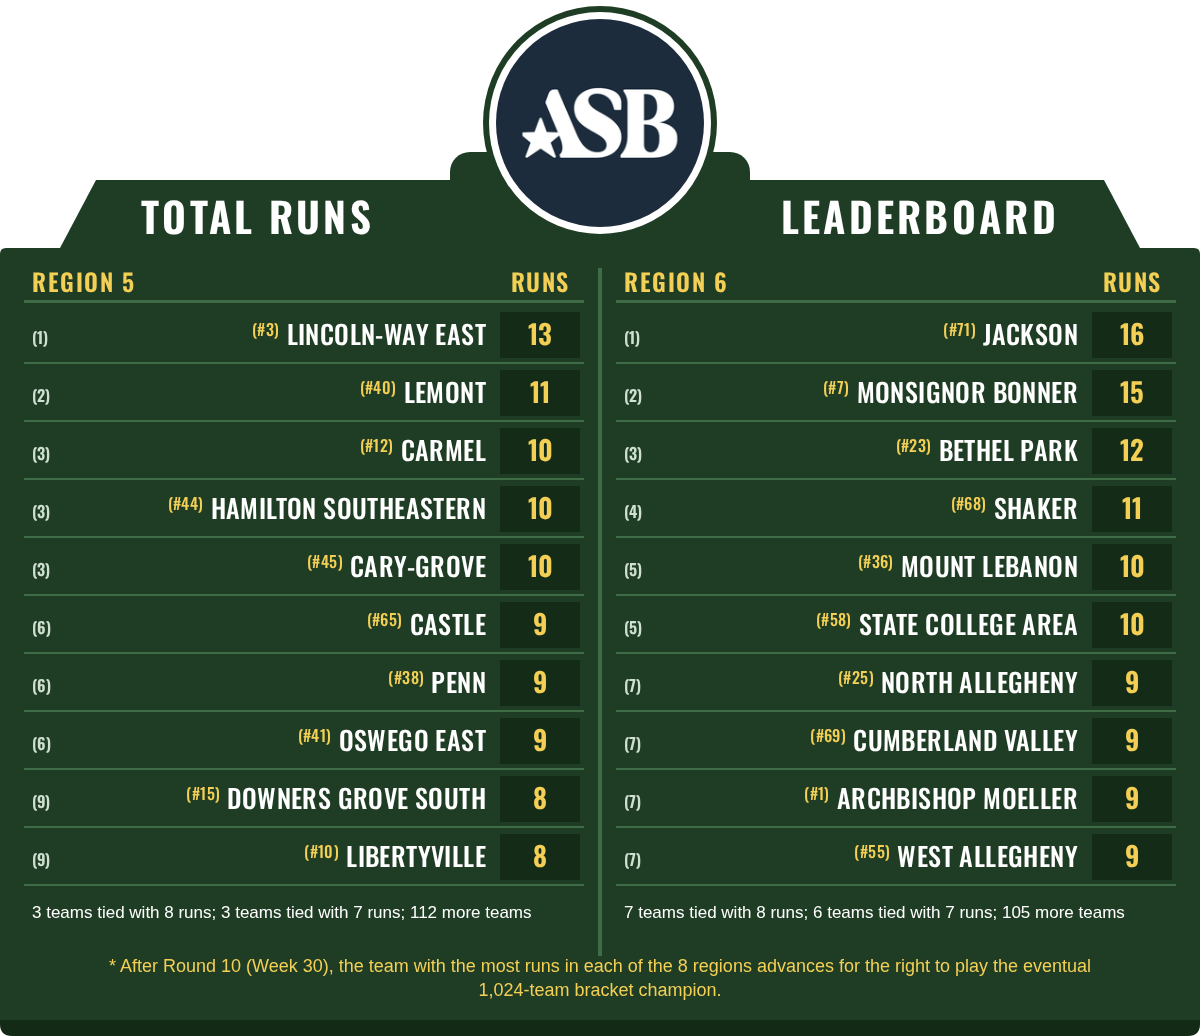 ASB
TOTAL RUNS
LEADERBOARD
REGION 5 RUNS
(1) (#3) LINCOLN-WAY EAST 13
(2) (#40) LEMONT 11
(3) (#12) CARMEL 10
(3) (#44) HAMILTON SOUTHEASTERN 10
(3) (#45) CARY-GROVE 10
(6) (#65) CASTLE 9
(6) (#38) PENN 9
(6) (#41) OSWEGO EAST 9
(9) (#15) DOWNERS GROVE SOUTH 8
(9) (#10) LIBERTYVILLE 8
3 teams tied with 8 runs; 3 teams tied with 7 runs; 112 more teams
REGION 6 RUNS
(1) (#71) JACKSON 16
(2) (#7) MONSIGNOR BONNER 15
(3) (#23) BETHEL PARK 12
(4) (#68) SHAKER 11
(5) (#36) MOUNT LEBANON 10
(5) (#58) STATE COLLEGE AREA 10
(7) (#25) NORTH ALLEGHENY 9
(7) (#69) CUMBERLAND VALLEY 9
(7) (#1) ARCHBISHOP MOELLER 9
(7) (#55) WEST ALLEGHENY 9
7 teams tied with 8 runs; 6 teams tied with 7 runs; 105 more teams
* After Round 10 (Week 30), the team with the most runs in each of the 8 regions advances for the right to play the eventual
1,024-team bracket champion.